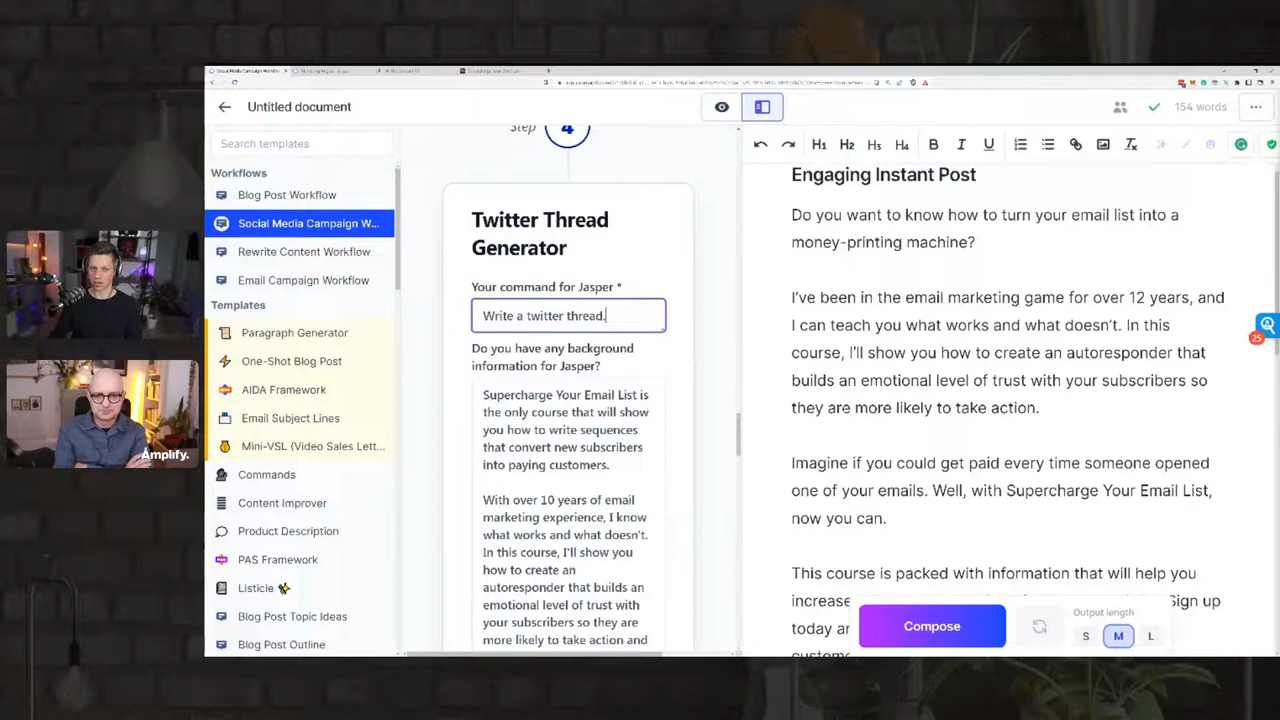 Social Media Campaign Workflow
Untitled document
154 words
Search templates
H1 H2 H3 H4 B I U
Workflows
Blog Post Workflow
Social Media Campaign W...
Rewrite Content Workflow
Email Campaign Workflow
Templates
Paragraph Generator
One-Shot Blog Post
AIDA Framework
Email Subject Lines
Mini-VSL (Video Sales Lett...
Commands
Content Improver
Product Description
PAS Framework
Listicle
Blog Post Topic Ideas
Blog Post Outline
Step 4
Twitter Thread
Generator
Your command for Jasper *
Write a twitter thread.
Do you have any background
information for Jasper?
Supercharge Your Email List is
the only course that will show
you how to write sequences
that convert new subscribers
into paying customers.
With over 10 years of email
marketing experience, I know
what works and what doesn't.
In this course, I'll show you
how to create an
autoresponder that builds an
emotional level of trust with
your subscribers so they are
more likely to take action and
Engaging Instant Post
Do you want to know how to turn your email list into a
money-printing machine?
I've been in the email marketing game for over 12 years, and
I can teach you what works and what doesn't. In this
course, I'll show you how to create an autoresponder that
builds an emotional level of trust with your subscribers so
they are more likely to take action.
Imagine if you could get paid every time someone opened
one of your emails. Well, with Supercharge Your Email List,
now you can.
This course is packed with information that will help you
increase
ign up
today
Compose
Output length
S M L
25
Amplify.